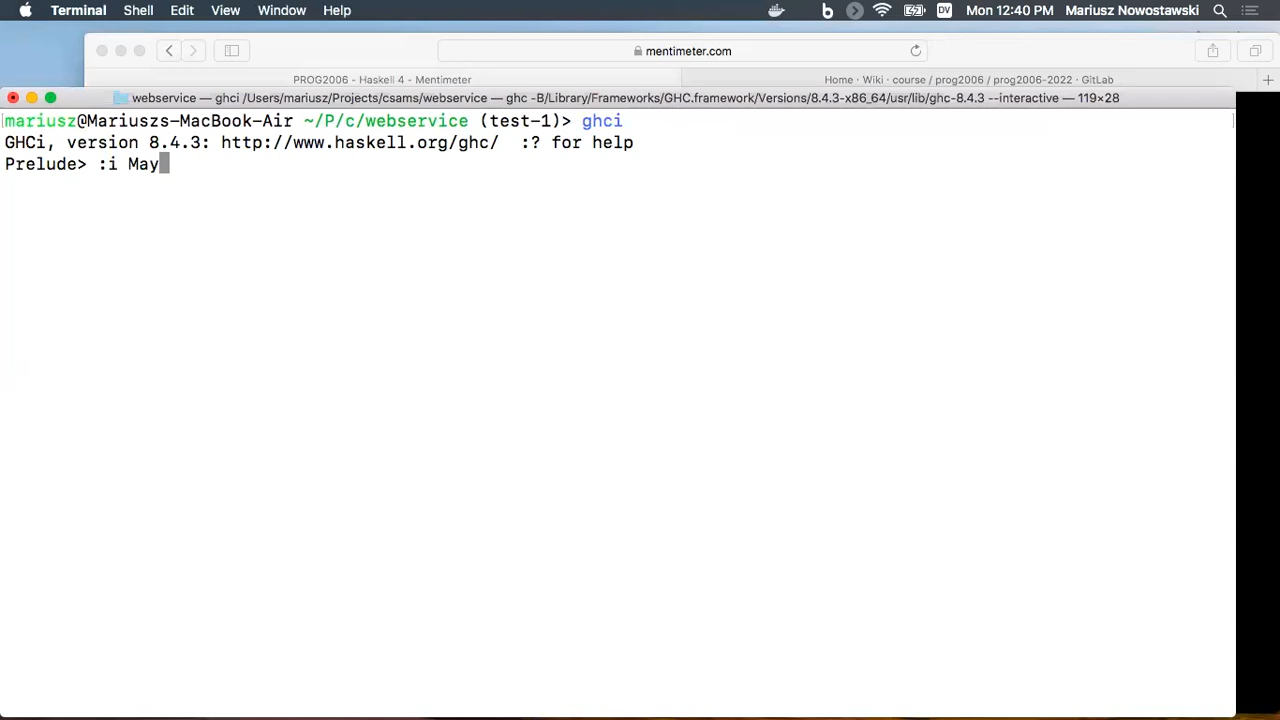 Terminal Shell Edit View Window Help DV Mon 12:40 PM Mariusz Nowostawski
mentimeter.com
PROG2006 - Haskell 4 - Mentimeter Home · Wiki · course / prog2006 / prog2006-2022 · GitLab
webservice — ghci /Users/mariusz/Projects/csams/webservice — ghc -B/Library/Frameworks/GHC.framework/Versions/8.4.3-x86_64/usr/lib/ghc-8.4.3 --interactive — 119×28
mariusz@Mariuszs-MacBook-Air ~/P/c/webservice (test-1)> ghci
GHCi, version 8.4.3: http://www.haskell.org/ghc/  :? for help
Prelude> :i May